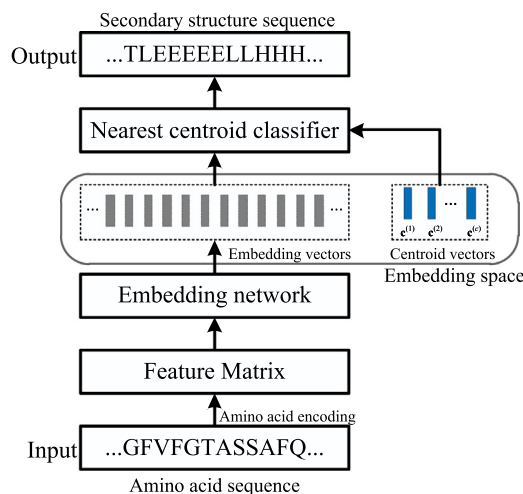 Secondary structure sequence
Output ...TLEEEEELLHHH...
Nearest centroid classifier
... ... ...
c(1) c(2) c(c)
Embedding vectors Centroid vectors
Embedding space
Embedding network
Feature Matrix
Amino acid encoding
Input ...GFVFGTASSAFQ...
Amino acid sequence